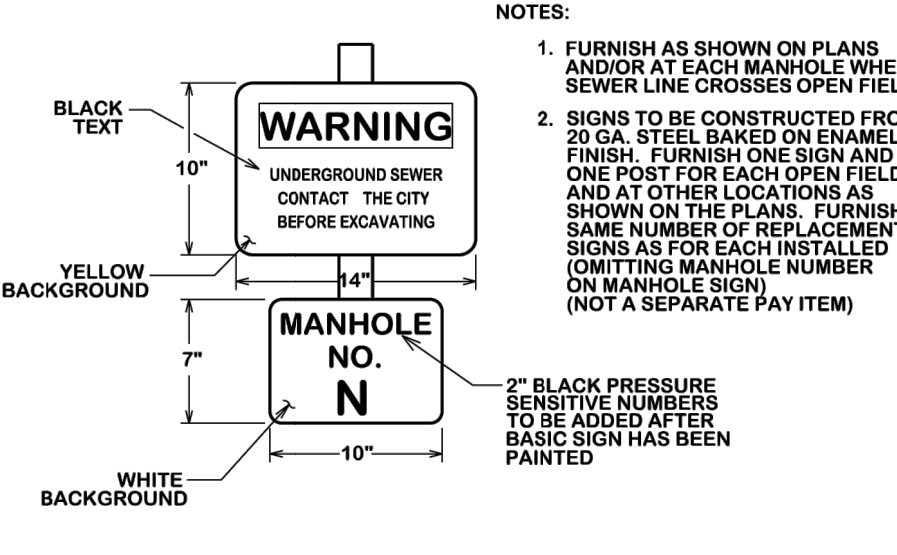 NOTES:
1. FURNISH AS SHOWN ON PLANS
AND/OR AT EACH MANHOLE
SEWER LINE CROSSES OPEN
2. SIGNS TO BE CONSTRUCTED
20 GA. STEEL BAKED ON ENAMEL
FINISH. FURNISH ONE SIGN AND
ONE POST FOR EACH OPEN
AND AT OTHER LOCATIONS AS
SHOWN ON THE PLANS. FURNISH
SAME NUMBER OF REPLACEMENT
SIGNS AS FOR EACH INSTALLED
(OMITTING MANHOLE NUMBER
ON MANHOLE SIGN)
(NOT A SEPARATE PAY ITEM)
BLACK
TEXT
10"
WARNING
UNDERGROUND SEWER
CONTACT THE CITY
BEFORE EXCAVATING
YELLOW
BACKGROUND
14"
7"
MANHOLE
NO.
N
2" BLACK PRESSURE
SENSITIVE NUMBERS
TO BE ADDED AFTER
BASIC SIGN HAS BEEN
PAINTED
10"
WHITE
BACKGROUND